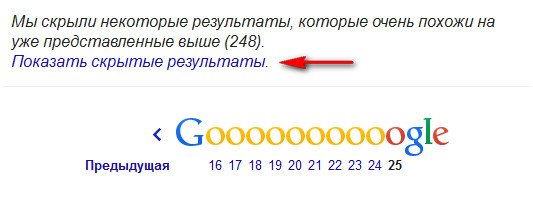 Мы скрыли некоторые результаты, которые очень похожи на
уже представленные выше (248).
Показать скрытые результаты.
Goooooooooogle
Предыдущая 16 17 18 19 20 21 22 23 24 25